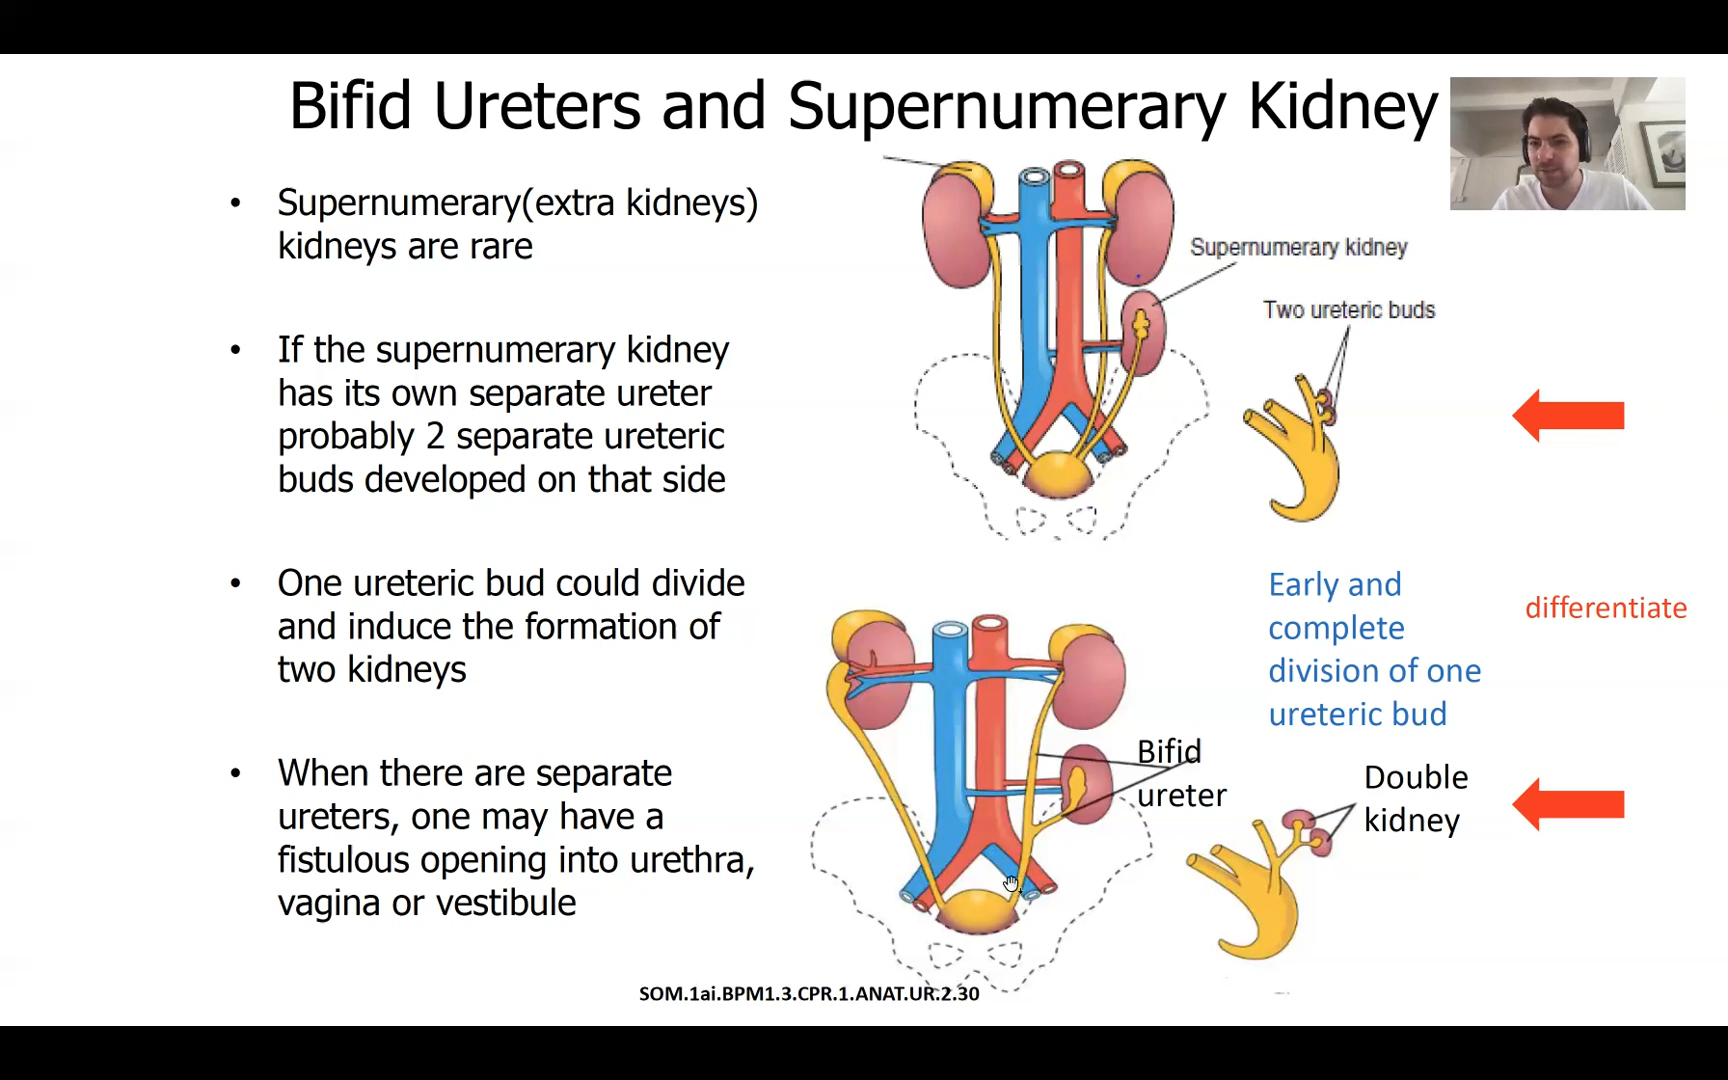 Bifid Ureters and Supernumerary Kidney
• Supernumerary(extra kidneys)
kidneys are rare
• If the supernumerary kidney
has its own separate ureter
probably 2 separate ureteric
buds developed on that side
• One ureteric bud could divide
and induce the formation of
two kidneys
• When there are separate
ureters, one may have a
fistulous opening into urethra,
vagina or vestibule
Supernumerary kidney
Two ureteric buds
Early and
complete
division of one
ureteric bud
differentiate
Bifid
ureter
Double
kidney
SOM.1ai.BPM1.3.CPR.1.ANAT.UR.2.30